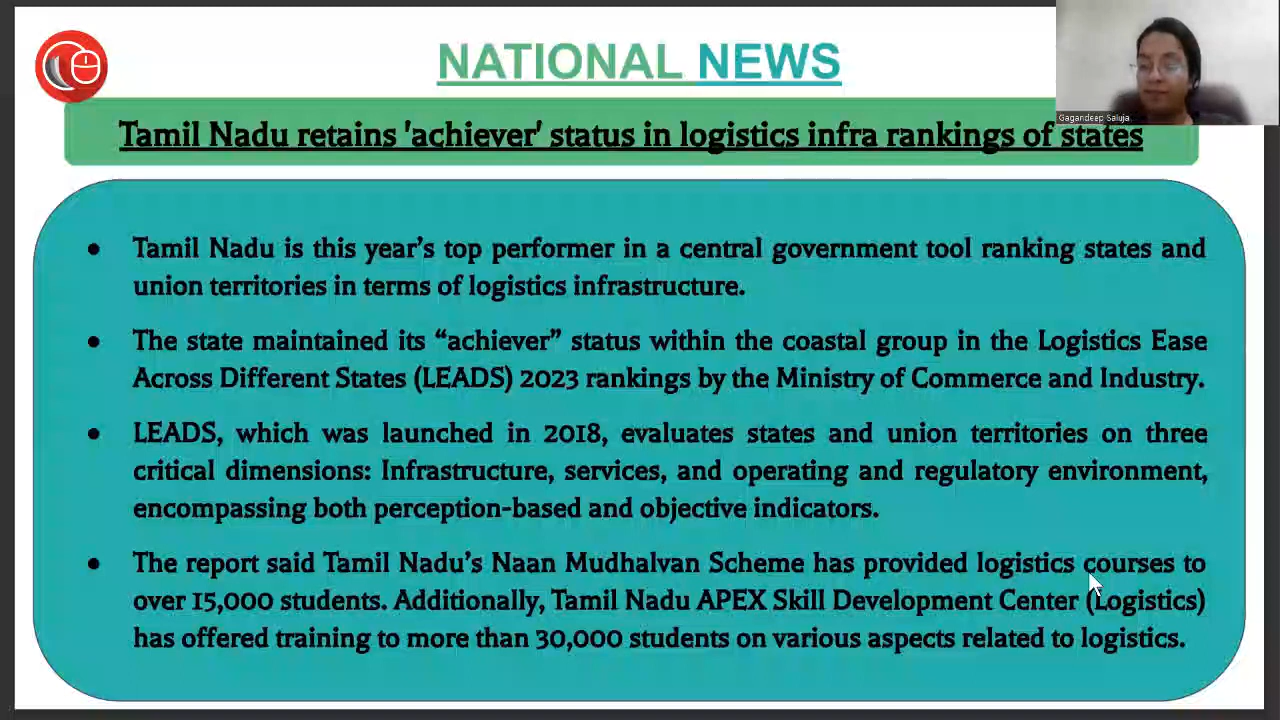 NATIONAL NEWS
Gagandeep Saluja
Tamil Nadu retains 'achiever' status in logistics infra rankings of states
● Tamil Nadu is this year’s top performer in a central government tool ranking states and
union territories in terms of logistics infrastructure.
● The state maintained its “achiever” status within the coastal group in the Logistics Ease
Across Different States (LEADS) 2023 rankings by the Ministry of Commerce and Industry.
● LEADS, which was launched in 2018, evaluates states and union territories on three
critical dimensions: Infrastructure, services, and operating and regulatory environment,
encompassing both perception-based and objective indicators.
● The report said Tamil Nadu’s Naan Mudhalvan Scheme has provided logistics courses to
over 15,000 students. Additionally, Tamil Nadu APEX Skill Development Center (Logistics)
has offered training to more than 30,000 students on various aspects related to logistics.